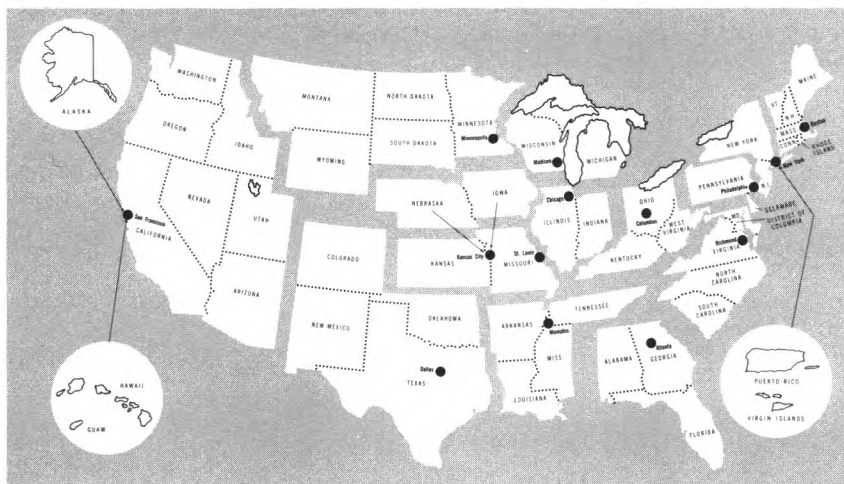 ALASKA
WASHINGTON
OREGON
IDAHO
MONTANA
WYOMING
NORTH DAKOTA
SOUTH DAKOTA
MINNESOTA
Minneapolis
WISCONSIN
Madison
MICHIGAN
Chicago
ILLINOIS
INDIANA
OHIO
Columbus
NEW YORK
VT.
N.H.
MAINE
MASS.
CONN.
Boston
RHODE
ISLAND
New York
PENNSYLVANIA
Philadelphia
N.J.
DELAWARE
DISTRICT OF
COLUMBIA
MD.
WEST
VIRGINIA
Richmond
VIRGINIA
San Francisco
CALIFORNIA
NEVADA
UTAH
ARIZONA
COLORADO
NEW MEXICO
NEBRASKA
IOWA
KANSAS
Kansas City
St. Louis
MISSOURI
KENTUCKY
TENNESSEE
Memphis
ARKANSAS
OKLAHOMA
TEXAS
Dallas
LOUISIANA
MISS.
ALABAMA
Atlanta
GEORGIA
NORTH
CAROLINA
SOUTH
CAROLINA
FLORIDA
HAWAII
GUAM
PUERTO RICO
VIRGIN ISLANDS